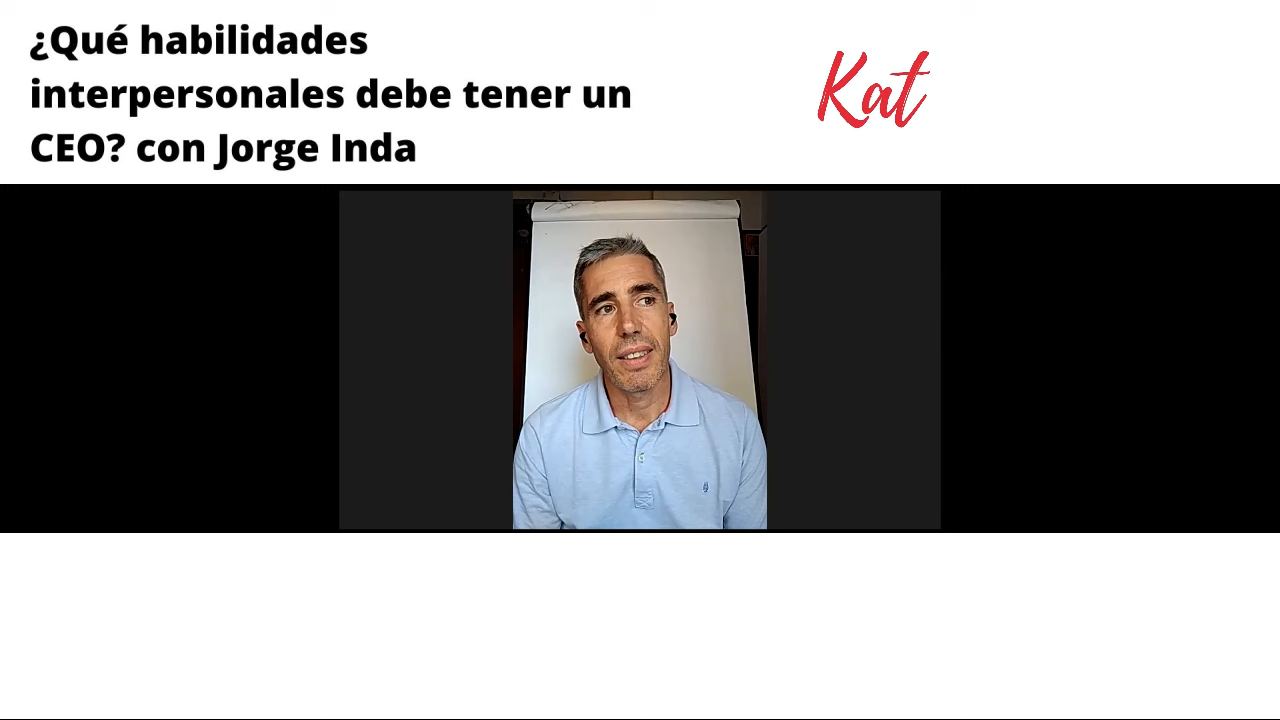 ¿Qué habilidades
interpersonales debe tener un
CEO? con Jorge Inda
Kat